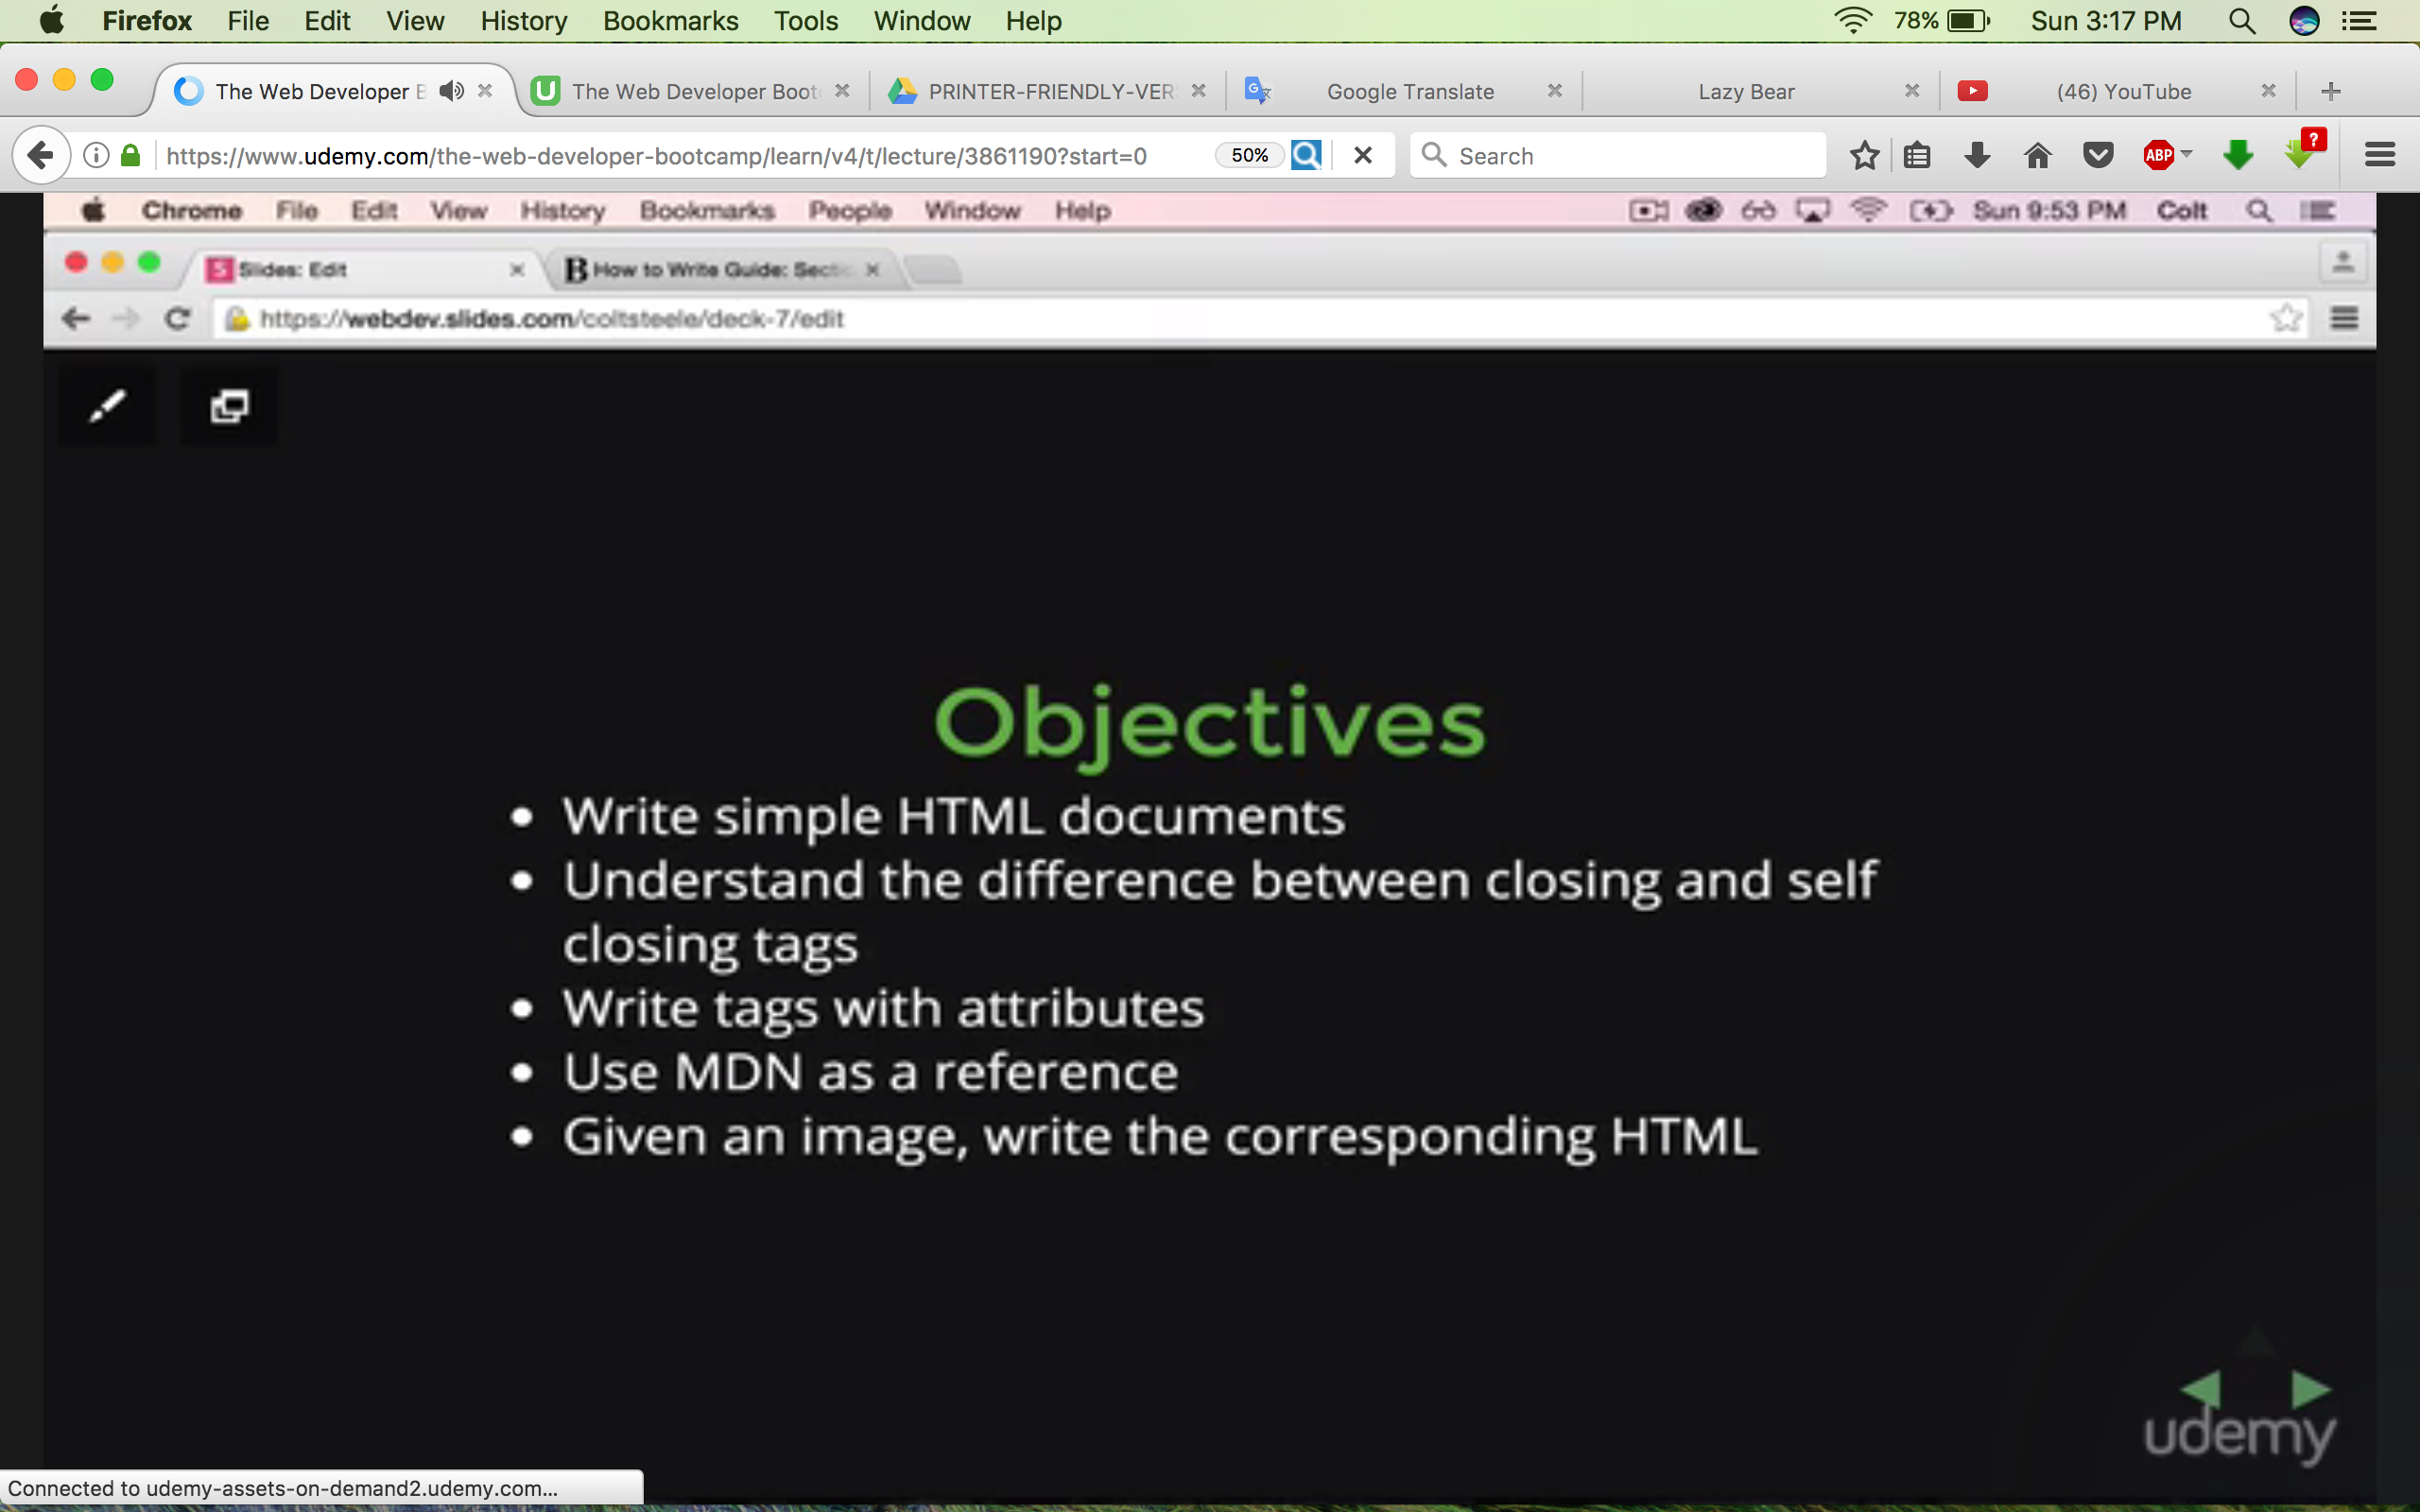 Firefox File Edit View History Bookmarks Tools Window Help 78% Sun 3:17 PM
The Web Developer B The Web Developer Boot PRINTER-FRIENDLY-VER Google Translate Lazy Bear (46) YouTube
https://www.udemy.com/the-web-developer-bootcamp/learn/v4/t/lecture/3861190?start=0 50% Search ABP ?
Chrome File Edit View History Bookmarks People Window Help Sun 9:53 PM Colt
Slides: Edit How to Write Guide: Secti
https://webdev.slides.com/coltsteele/deck-7/edit
Objectives
• Write simple HTML documents
• Understand the difference between closing and self
closing tags
• Write tags with attributes
• Use MDN as a reference
• Given an image, write the corresponding HTML
udemy
Connected to udemy-assets-on-demand2.udemy.com...